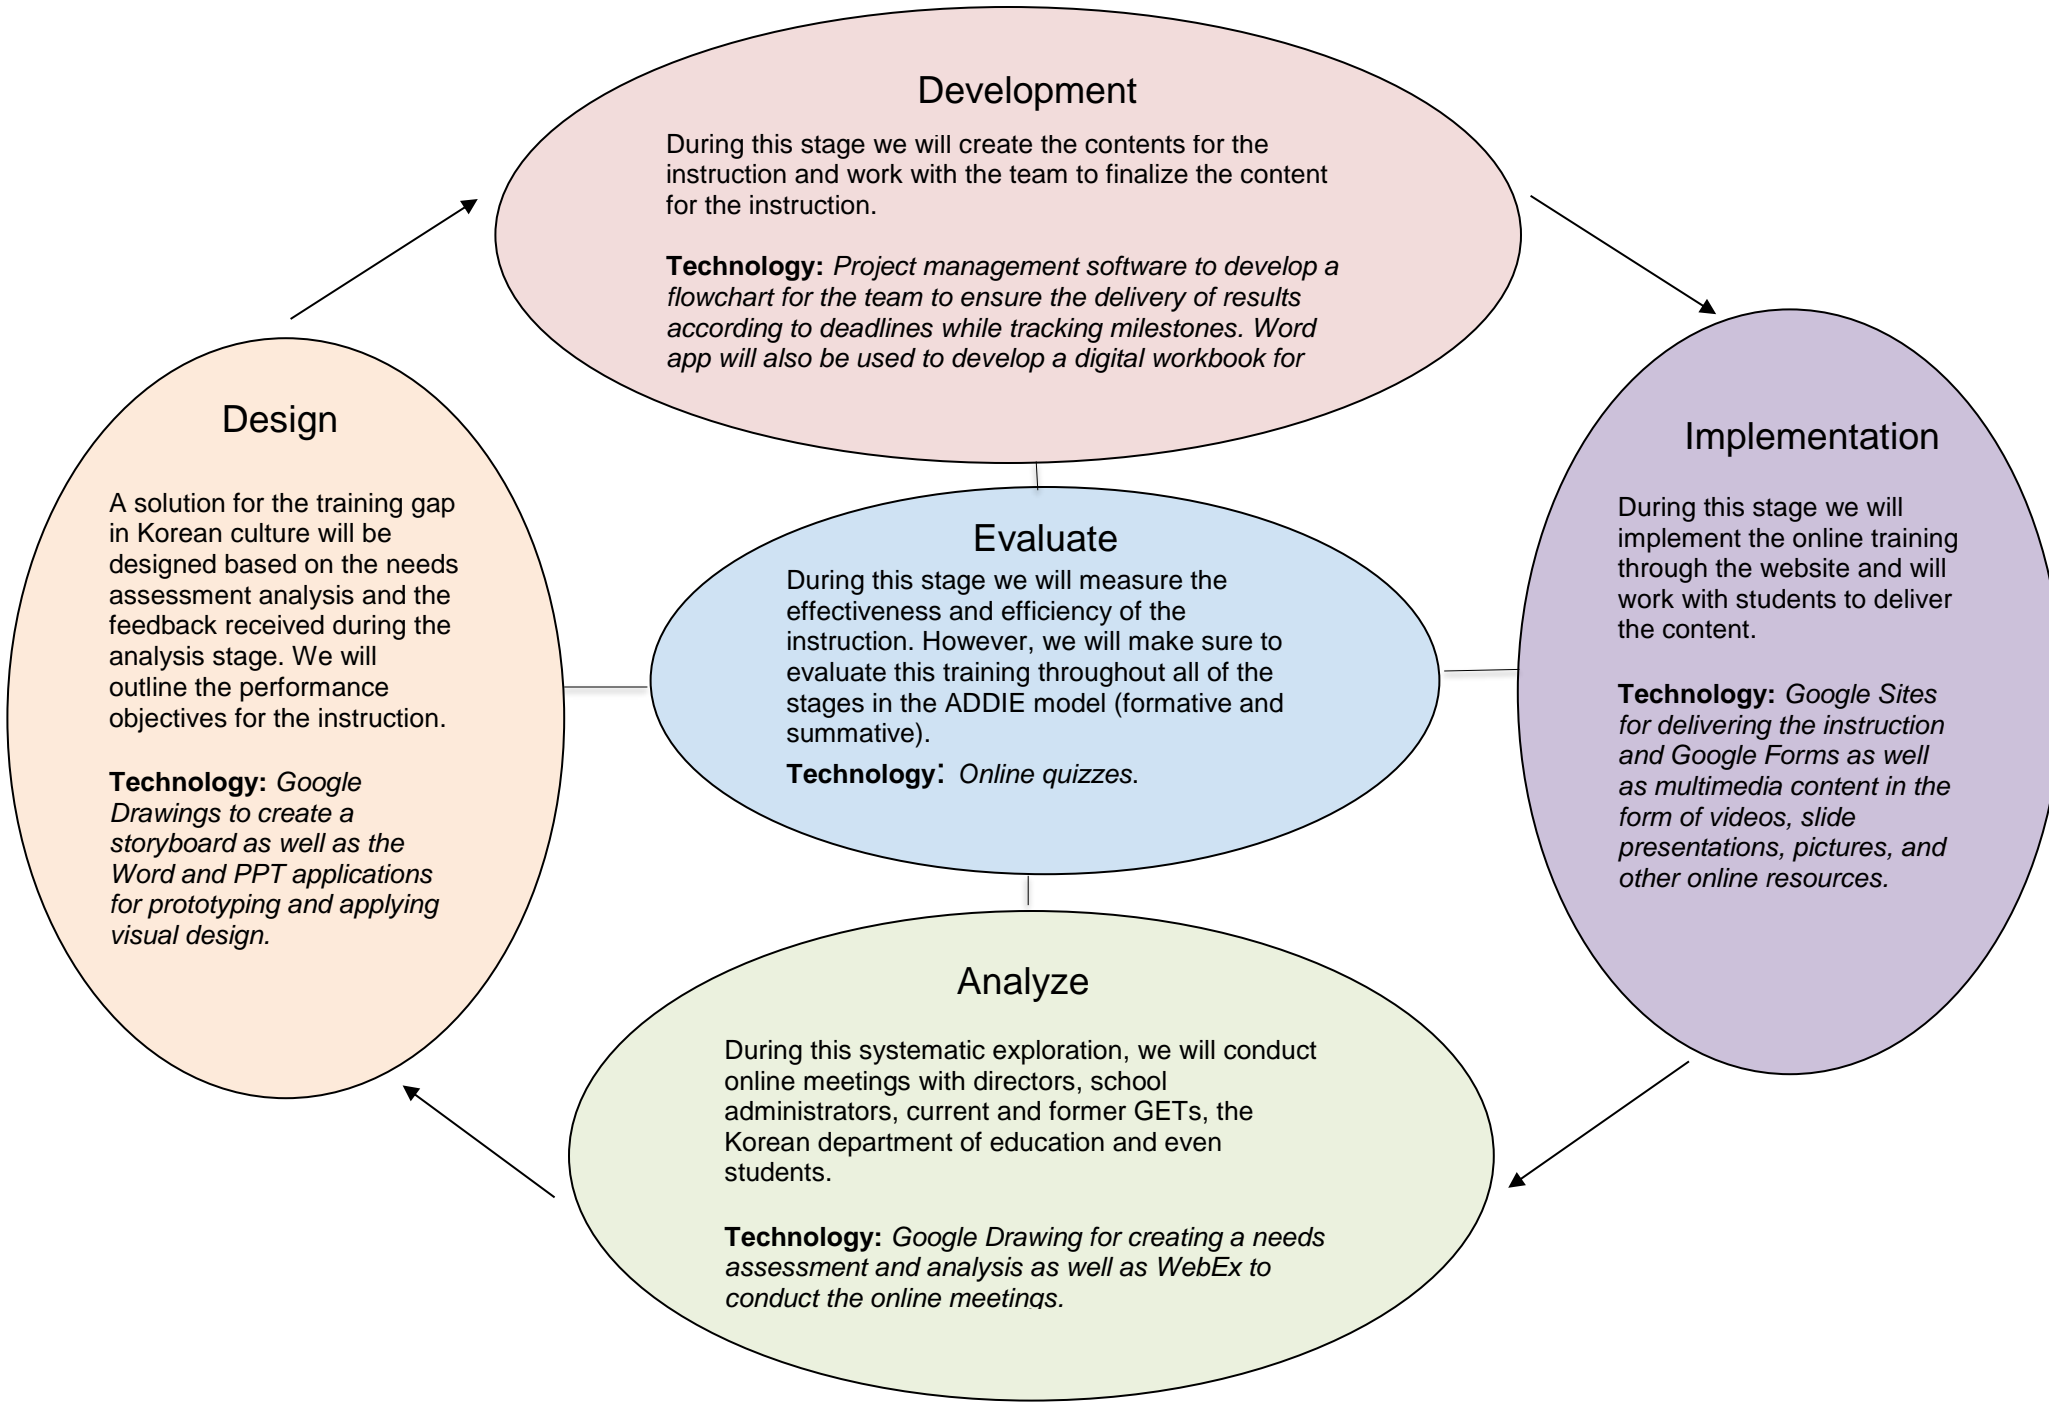 Development
During this stage we will create the contents for the
instruction and work with the team to finalize the content
for the instruction.
Technology: Project management software to develop a
flowchart for the team to ensure the delivery of results
according to deadlines while tracking milestones. Word
app will also be used to develop a digital workbook for
Design
A solution for the training gap
in Korean culture will be
designed based on the needs
assessment analysis and the
feedback received during the
analysis stage. We will
outline the performance
objectives for the instruction.
Technology: Google
Drawings to create a
storyboard as well as the
Word and PPT applications
for prototyping and applying
visual design.
Evaluate
During this stage we will measure the
effectiveness and efficiency of the
instruction. However, we will make sure to
evaluate this training throughout all of the
stages in the ADDIE model (formative and
summative).
Technology: Online quizzes.
Implementation
During this stage we will
implement the online training
through the website and will
work with students to deliver
the content.
Technology: Google Sites
for delivering the instruction
and Google Forms as well
as multimedia content in the
form of videos, slide
presentations, pictures, and
other online resources.
Analyze
During this systematic exploration, we will conduct
online meetings with directors, school
administrators, current and former GETs, the
Korean department of education and even
students.
Technology: Google Drawing for creating a needs
assessment and analysis as well as WebEx to
conduct the online meetings.